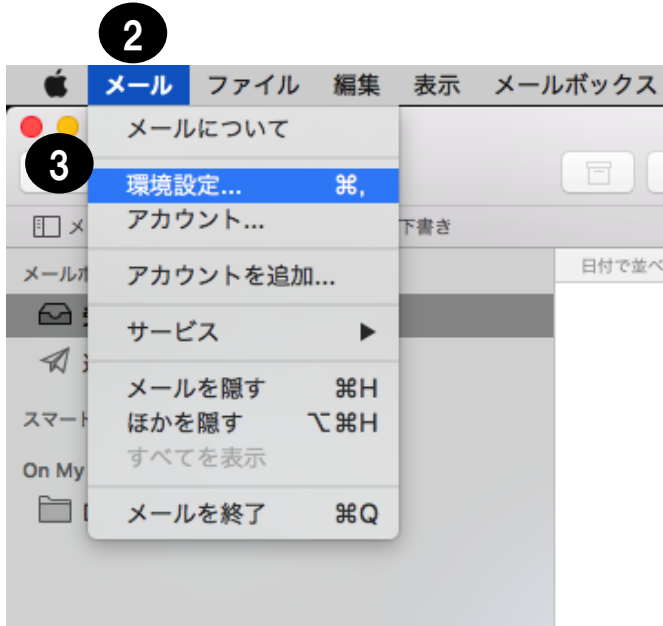 2
メール ファイル 編集 表示 メールボックス
メールについて
3
環境設定... ⌘,
アカウント...
下書き
アカウントを追加...
日付で並べ
サービス ▶
メールを隠す ⌘H
ほかを隠す ⌥⌘H
スマート
すべてを表示
On My
メールを終了 ⌘Q